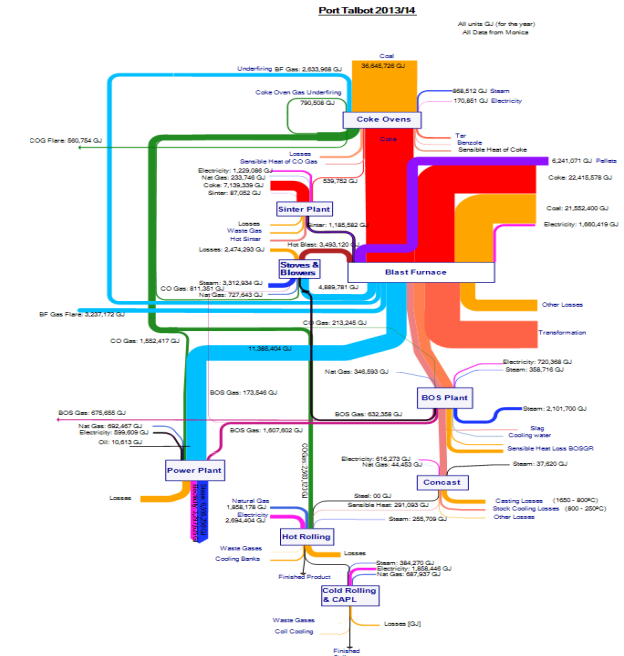 Port Talbot 2013/14
All units GJ (for the year)
All Data from Monica
Coal
36,645,726 GJ
Underfiring BF Gas: 2,633,968 GJ
Coke Oven Gas Underfiring
790,508 GJ
868,512 GJ Steam
170,851 GJ Electricity
Coke Ovens
COG Flare: 560,754 GJ
Coke
Tar
Benzole
Sensible Heat of Coke
Losses
Sensible Heat of CO Gas
6,241,071 GJ Pellets
Electricity: 1,229,086 GJ
Nat Gas: 233,746 GJ
Coke: 7,139,339 GJ
Sinter: 87,052 GJ
539,752 GJ
Coke: 22,415,578 GJ
Sinter Plant
Coal: 21,552,400 GJ
Losses
Waste Gas
Hot Sinter
Sintar: 1,185,582 GJ
Electricity: 1,660,419 GJ
Hot Blast: 3,493,120 GJ
Losses: 2,474,293 GJ
Stoves &
Blowers
Blast Furnace
Steam: 3,312,934 GJ
CO Gas: 811,351 GJ
Nat Gas: 727,643 GJ
4,889,781 GJ
Other Losses
BF Gas Flare: 3,237,172 GJ
CO Gas: 213,245 GJ
Transformation
CO Gas: 1,552,417 GJ
11,365,404 GJ
Nat Gas: 346,593 GJ
Electricity: 720,368 GJ
Steam: 358,716 GJ
BOS Gas: 173,546 GJ
BOS Plant
BOS Gas: 675,655 GJ
BOS Gas: 632,358 GJ
Steam: 2,101,700 GJ
Nat Gas: 692,467 GJ
Electricity: 599,609 GJ
Oil: 10,613 GJ
BOS Gas: 1,607,602 GJ
Slag
Cooling water
Sensible Heat Loss BOSGR
Power Plant
Electricity: 616,273 GJ
Nat Gas: 44,453 GJ
Steam: 37,620 GJ
Concast
Losses
Natural Gas
1,858,178 GJ
Electricity
2,694,404 GJ
Steel: 00 GJ
Sensible Heat: 291,093 GJ
Steam: 255,709 GJ
Casting Losses (1650 - 800ºC)
Stock Cooling Losses (800 - 250ºC)
Other Losses
Hot Rolling
Waste Gases
Cooling Banks
Losses
Finished Product
Steam: 384,270 GJ
Electricity: 1,858,446 GJ
Nat Gas: 687,937 GJ
Cold Rolling
& CAPL
Waste Gases
Coil Cooling
Losses [GJ]
Finished